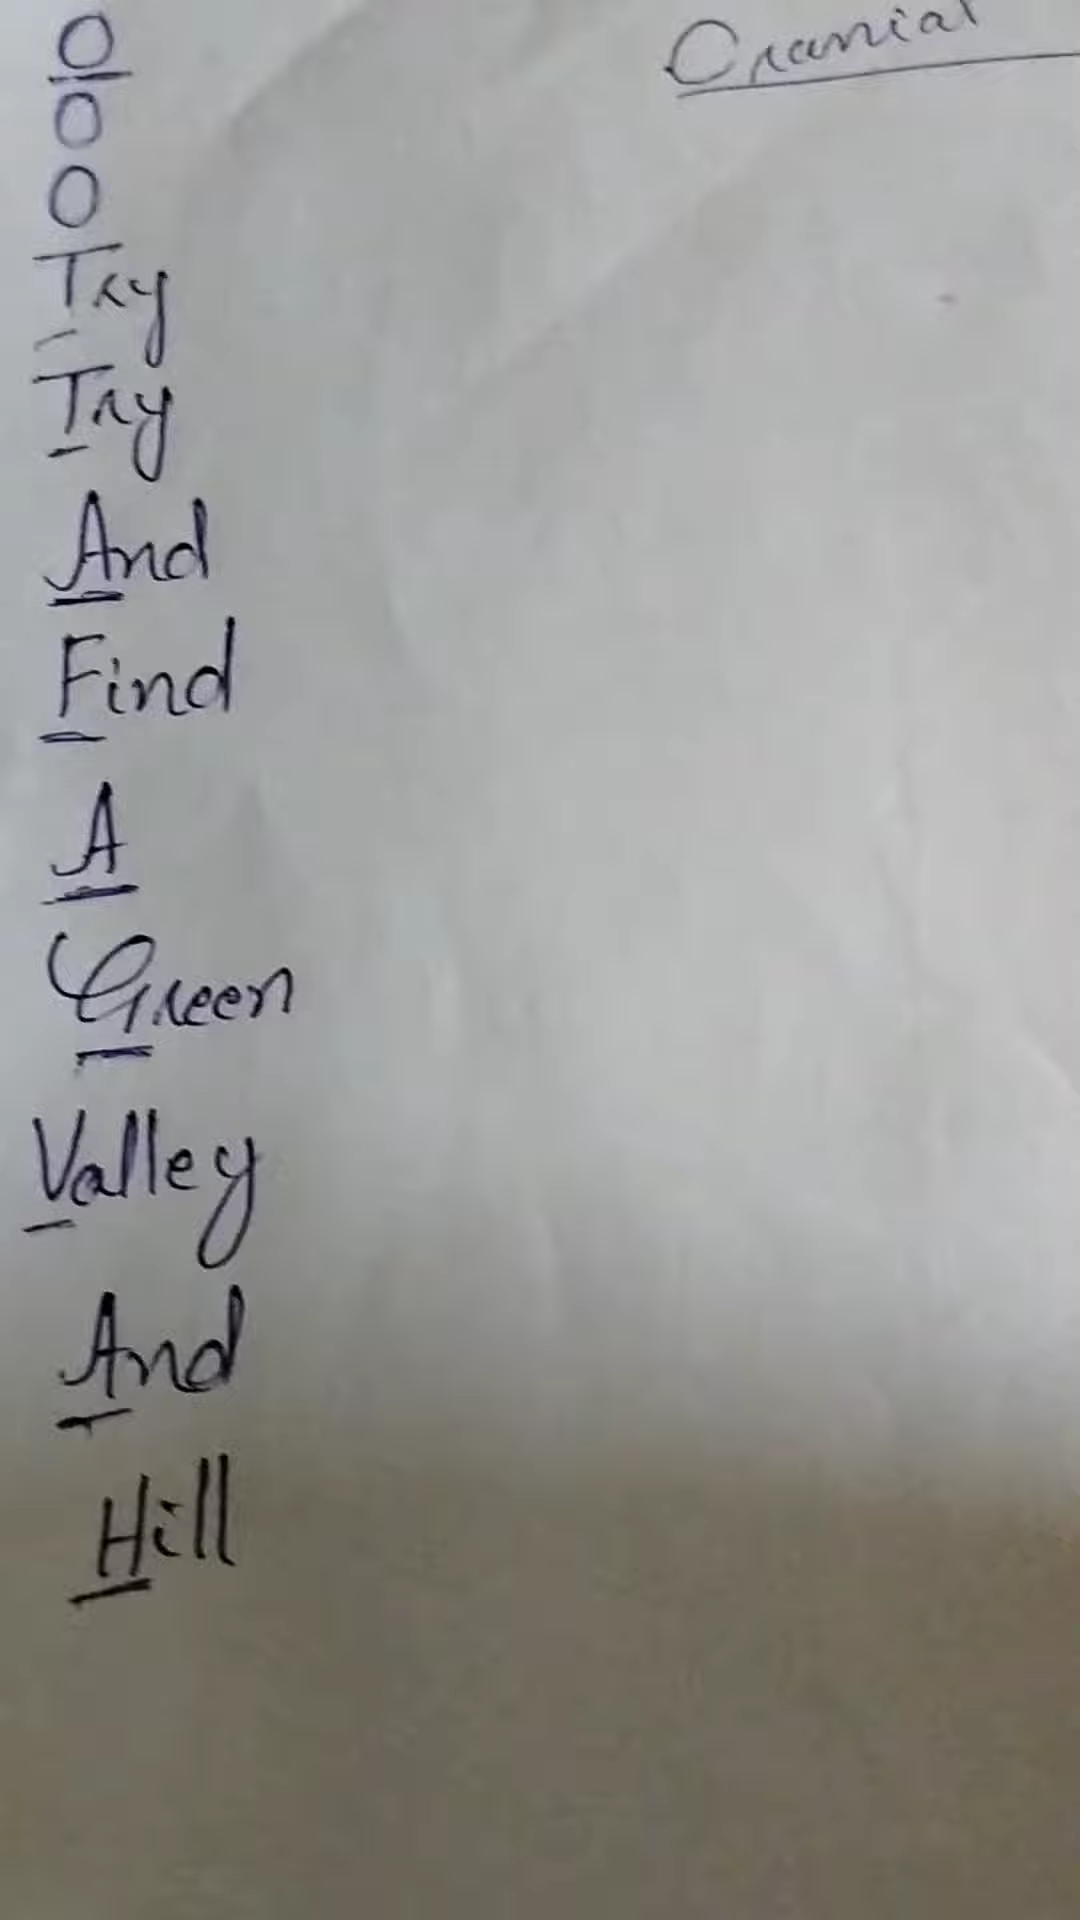 Cranial
O
O
O
Try
Try
And
Find
A
Green
Valley
And
Hill